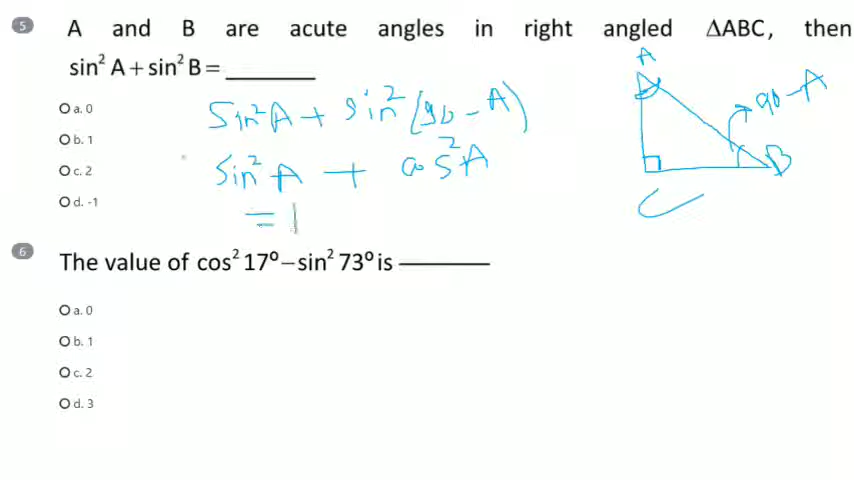 5 A and B are acute angles in right angled ΔABC, then
sin² A + sin² B = ________
a. 0
b. 1
c. 2
d. -1
sin²A + sin²(90 - A)
sin²A + cos²A
= 1
A
90 - A
B
C
6 The value of cos² 17° – sin² 73° is ________
a. 0
b. 1
c. 2
d. 3